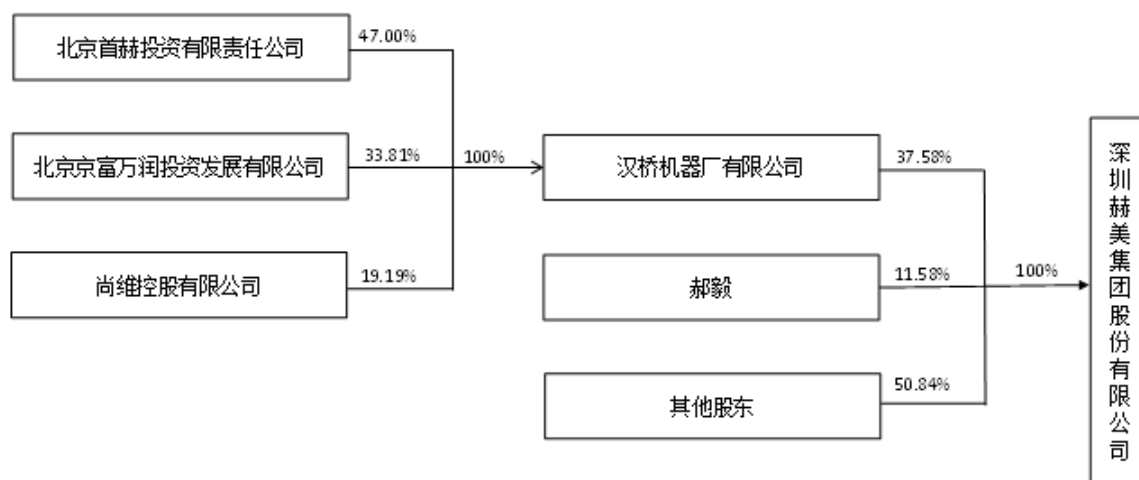 北京首赫投资有限责任公司
47.00%
北京京富万润投资发展有限公司
33.81%
100%
汉桥机器厂有限公司
37.58%
尚维控股有限公司
19.19%
郝毅
11.58%
100%
其他股东
50.84%
深圳赫美集团股份有限公司